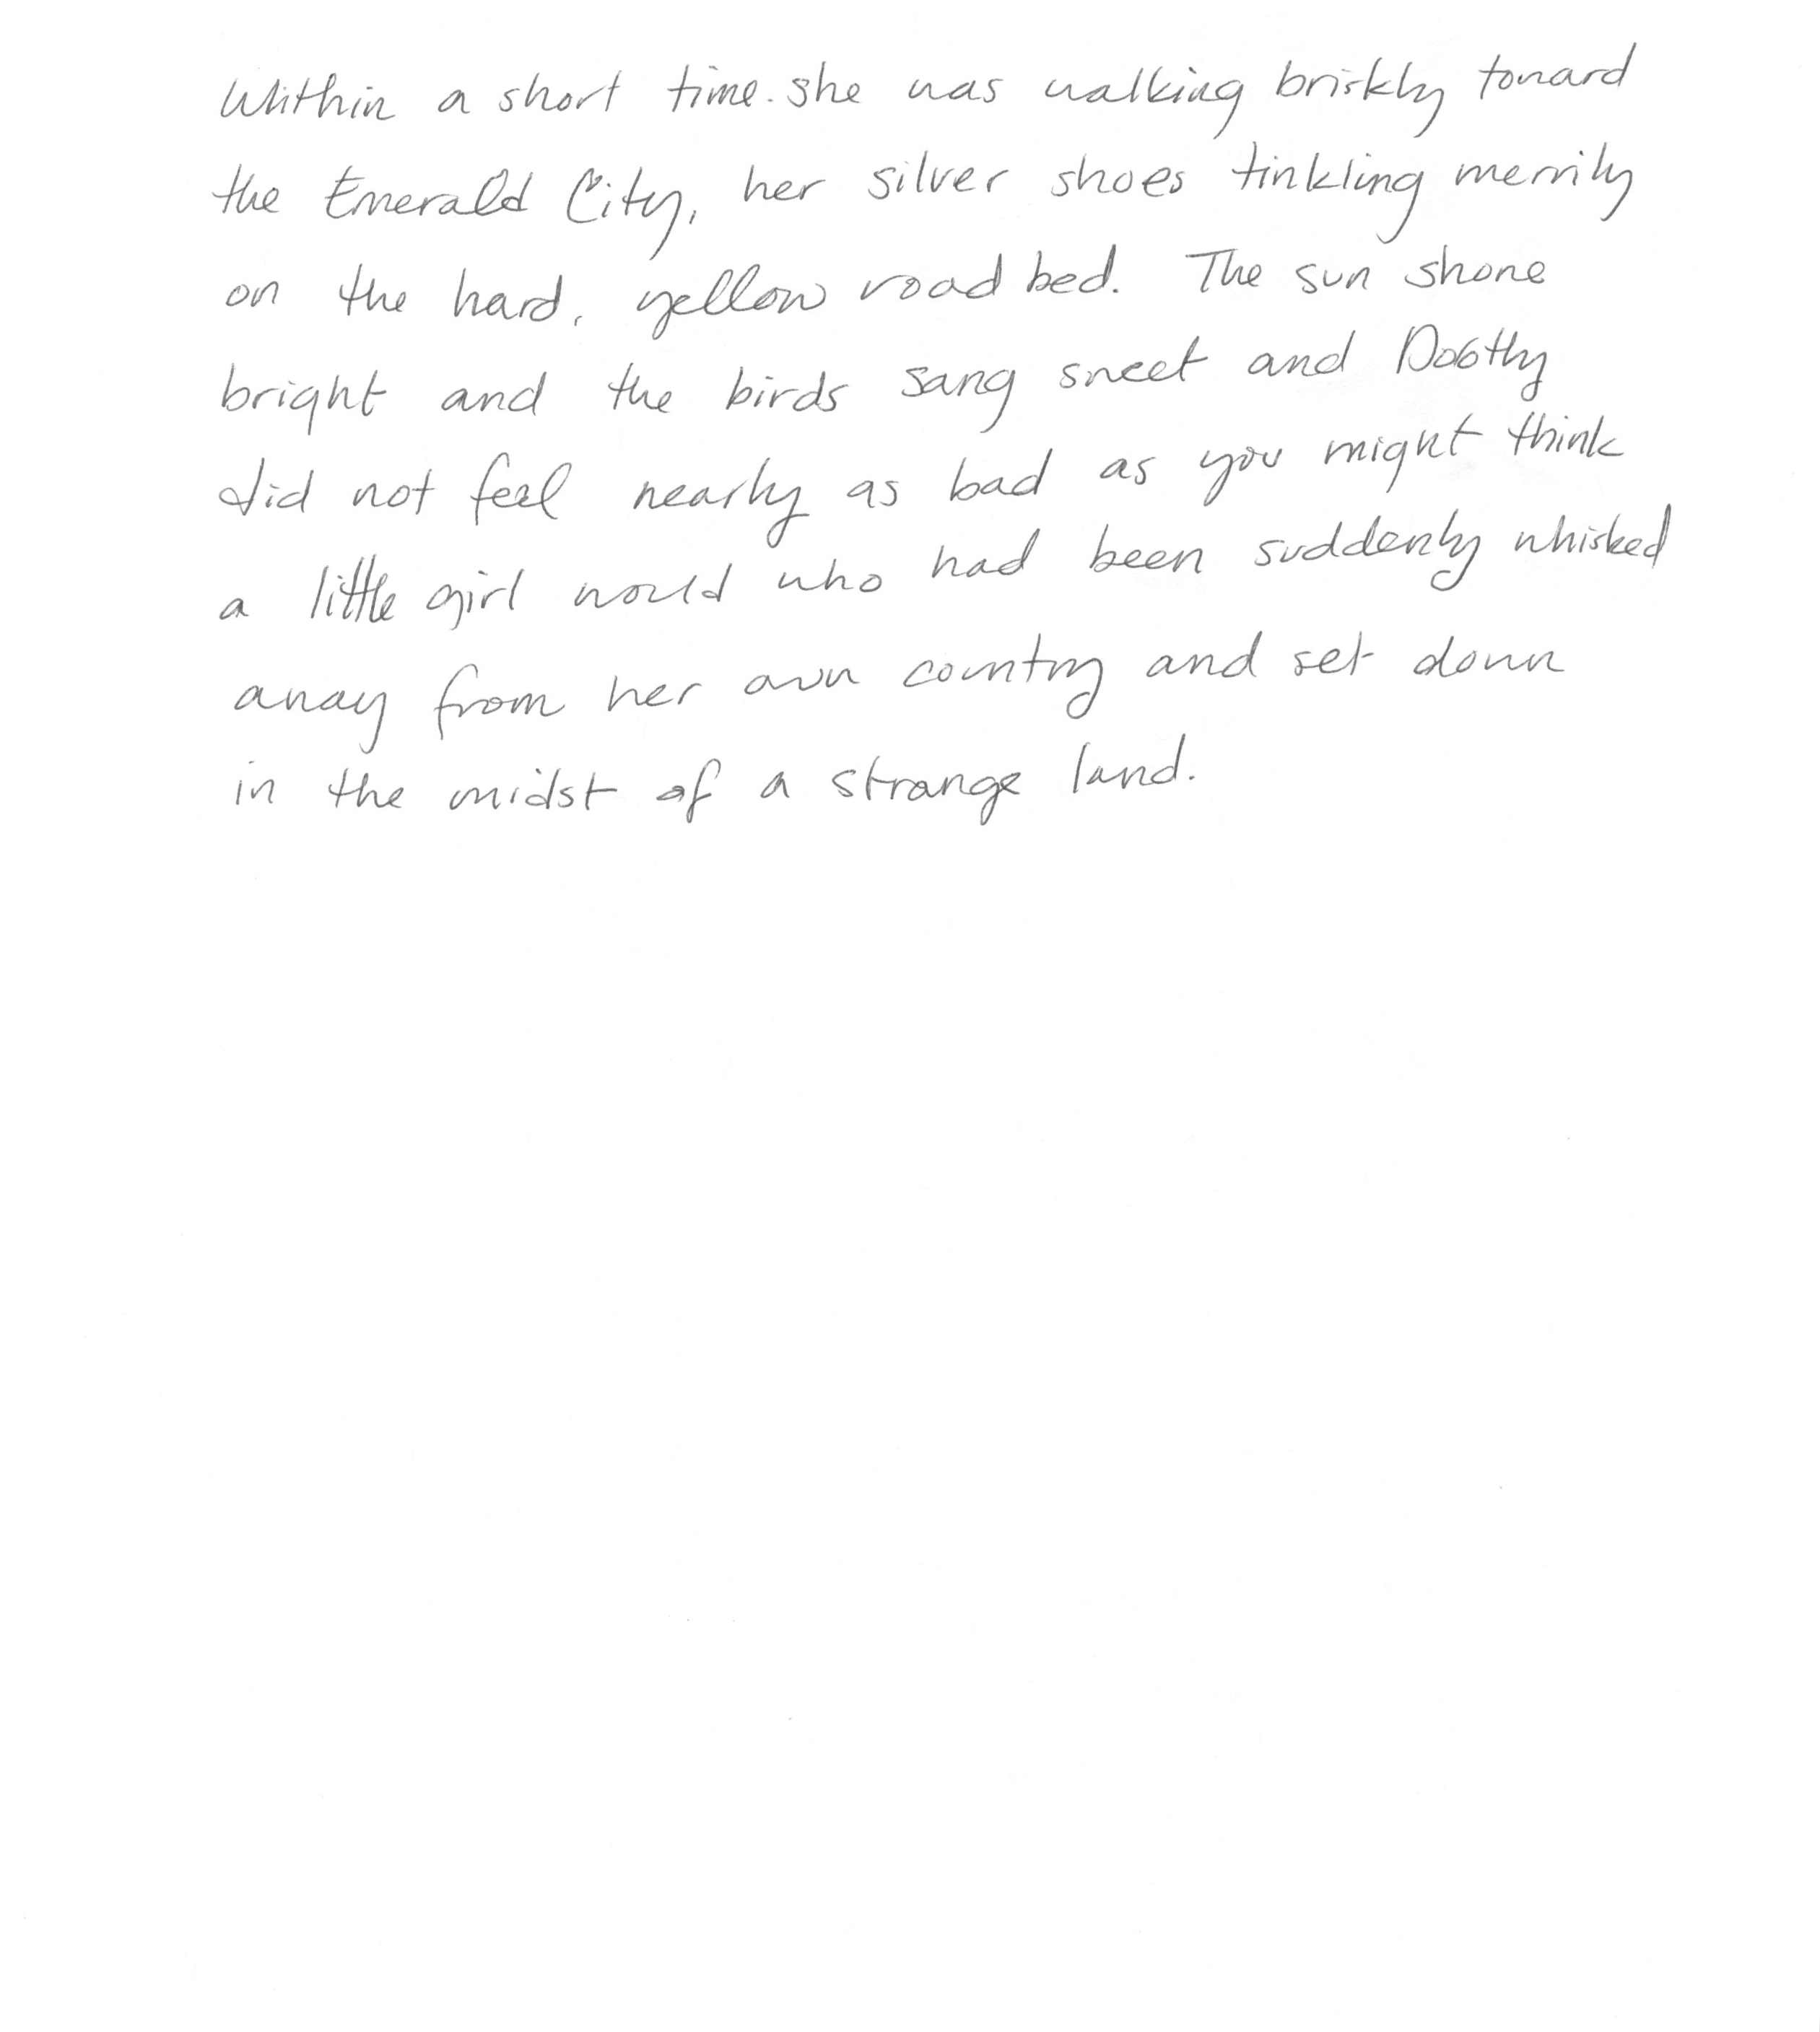 Within a short time. she was walking briskly toward
the Emerald City, her silver shoes tinkling merrily
on the hard, yellow road bed. The sun shone
bright and the birds sang sweet and Doothy
did not feel nearly as bad as you might think
a little girl would who had been suddenly whisked
away from her own country and set down
in the midst of a strange land.